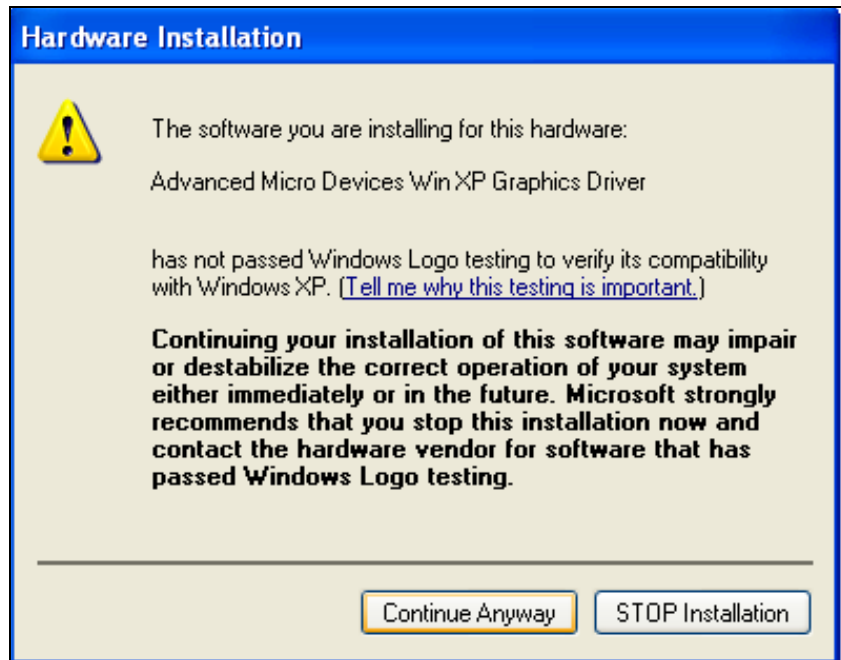 Hardware Installation
The software you are installing for this hardware:
Advanced Micro Devices Win XP Graphics Driver
has not passed Windows Logo testing to verify its compatibility
with Windows XP. (Tell me why this testing is important.)
Continuing your installation of this software may impair
or destabilize the correct operation of your system
either immediately or in the future. Microsoft strongly
recommends that you stop this installation now and
contact the hardware vendor for software that has
passed Windows Logo testing.
Continue Anyway STOP Installation